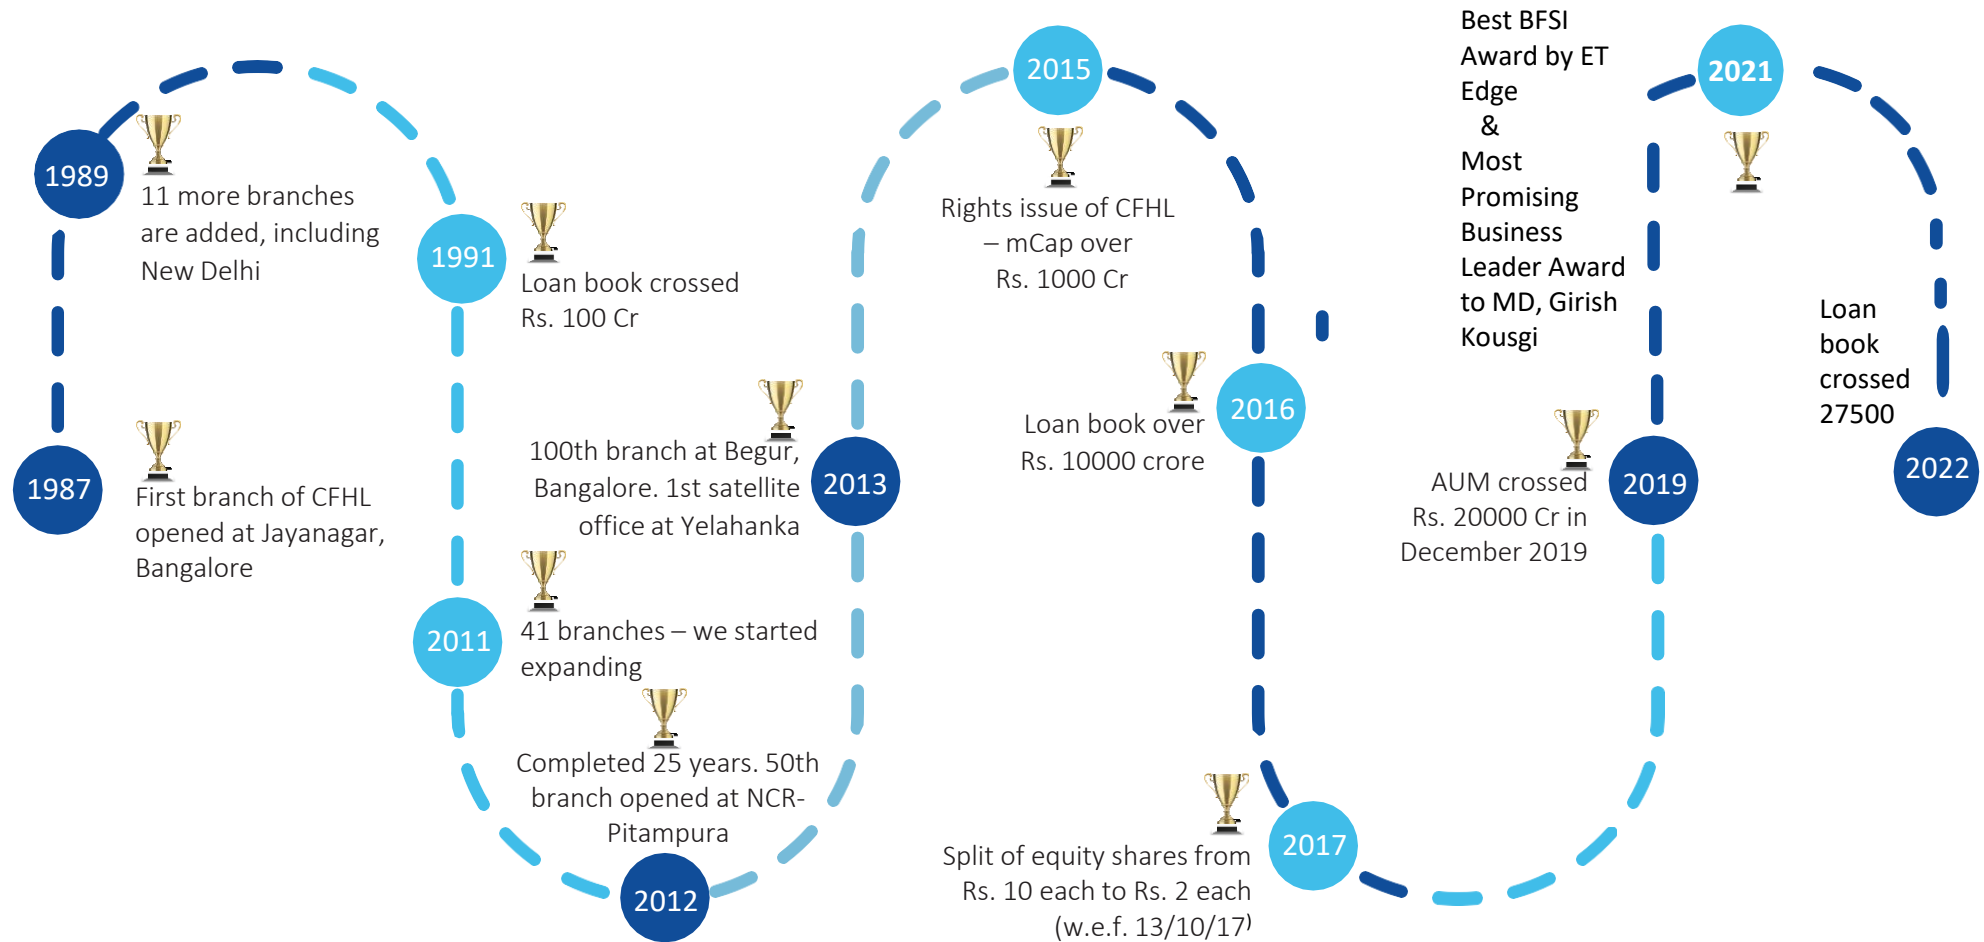 1987
First branch of CFHL
opened at Jayanagar,
Bangalore
1989
11 more branches
are added, including
New Delhi
1991
Loan book crossed
Rs. 100 Cr
2011
41 branches – we started
expanding
Completed 25 years. 50th
branch opened at NCR-
Pitampura
2012
100th branch at Begur,
Bangalore. 1st satellite
office at Yelahanka
2013
2015
Rights issue of CFHL
– mCap over
Rs. 1000 Cr
2016
Loan book over
Rs. 10000 crore
2017
Split of equity shares from
Rs. 10 each to Rs. 2 each
(w.e.f. 13/10/17)
2019
AUM crossed
Rs. 20000 Cr in
December 2019
Best BFSI
Award by ET
Edge
&
Most
Promising
Business
Leader Award
to MD, Girish
Kousgi
2021
Loan
book
crossed
27500
2022